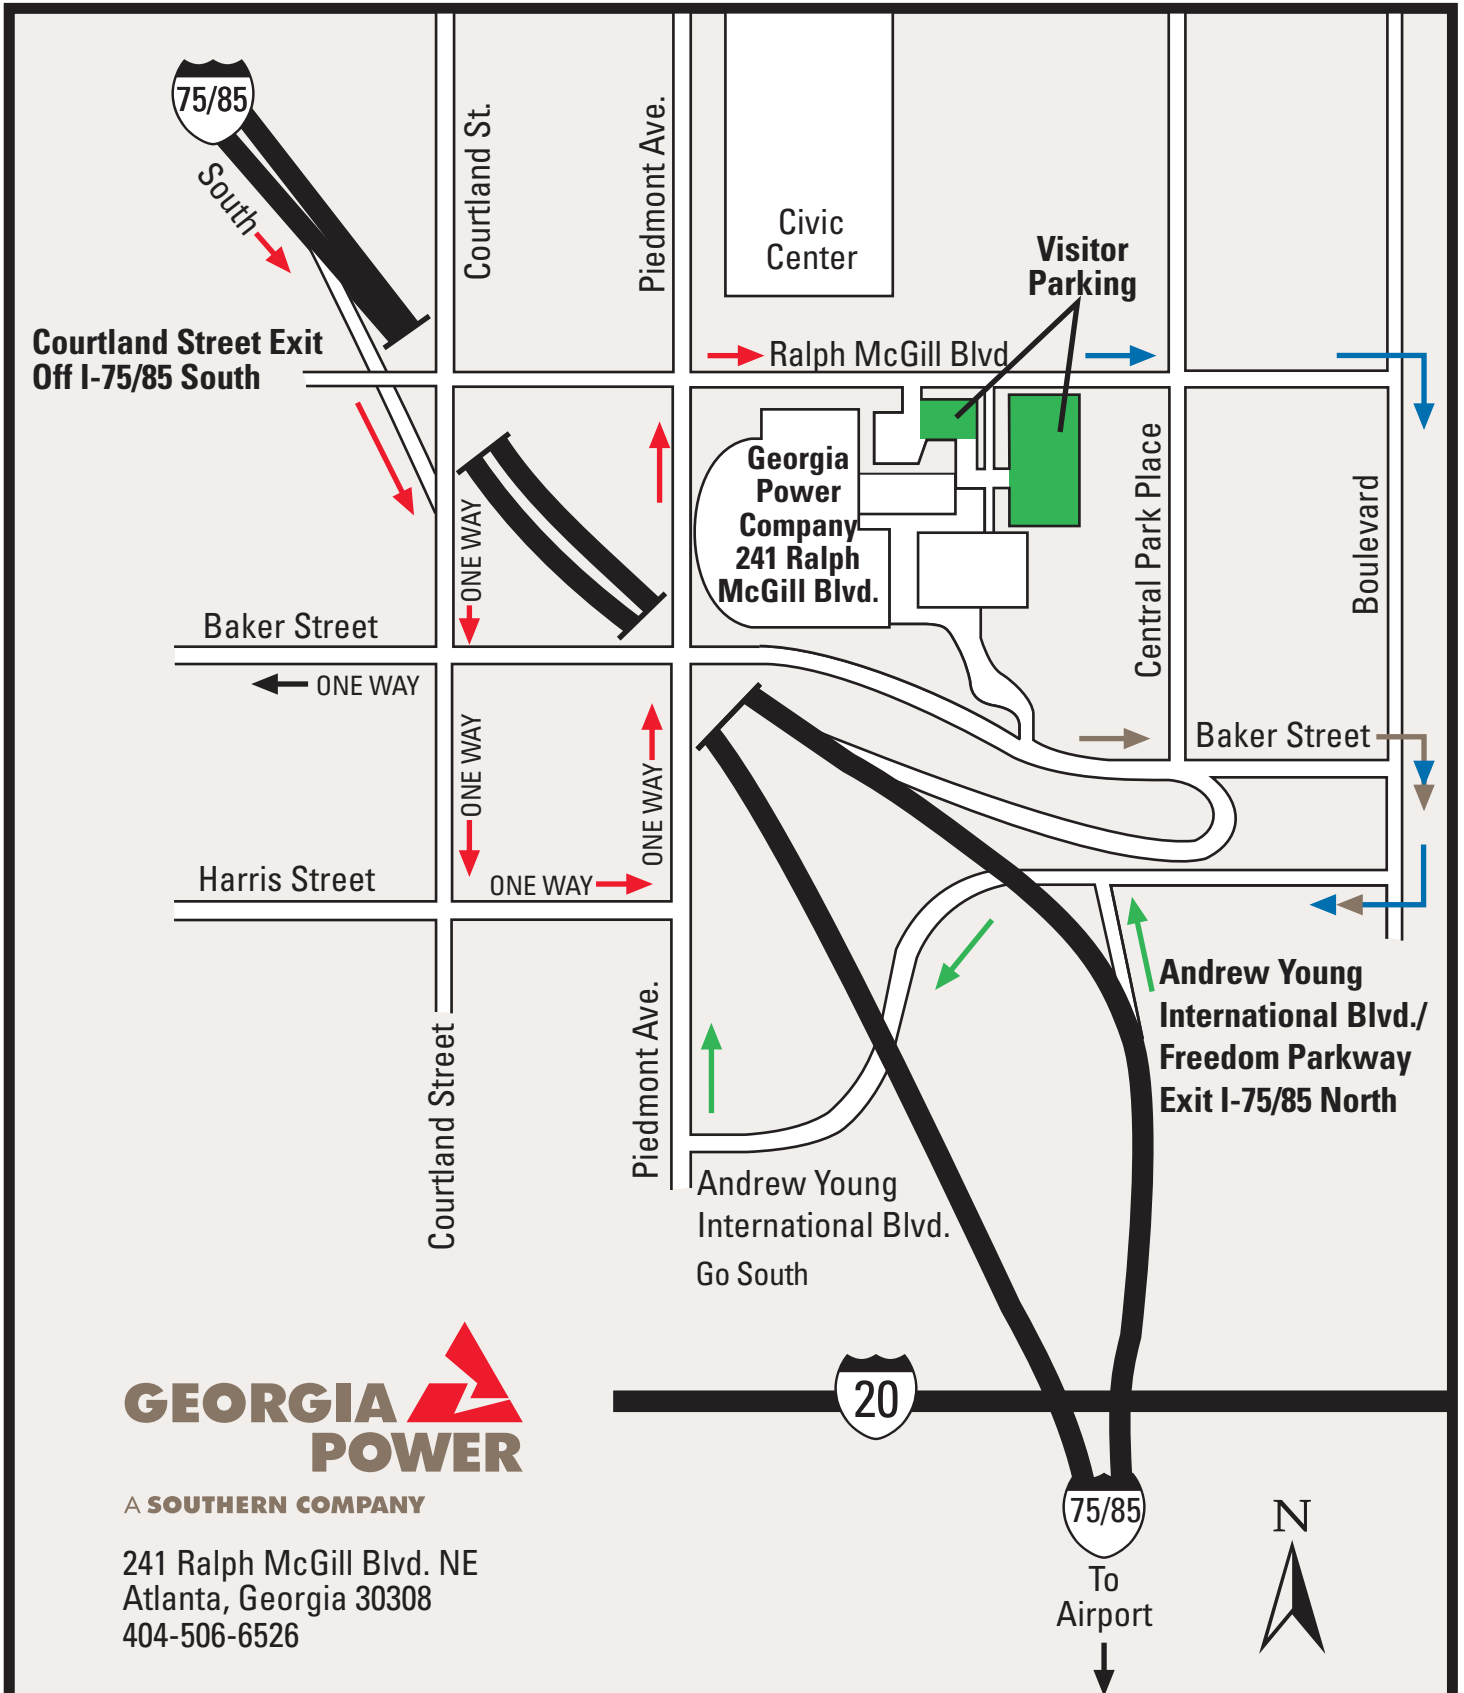 75/85
South
Courtland St.
Piedmont Ave.
Civic
Center
Visitor
Parking
Courtland Street Exit
Off I-75/85 South
Ralph McGill Blvd
Georgia
Power
Company
241 Ralph
McGill Blvd.
Central Park Place
Boulevard
ONE WAY
Baker Street
ONE WAY
Baker Street
ONE WAY
ONE WAY
Harris Street
ONE WAY
Andrew Young
International Blvd./
Freedom Parkway
Exit I-75/85 North
Courtland Street
Piedmont Ave.
Andrew Young
International Blvd.
Go South
GEORGIA
POWER
A SOUTHERN COMPANY
20
75/85
To
Airport
N
241 Ralph McGill Blvd. NE
Atlanta, Georgia 30308
404-506-6526